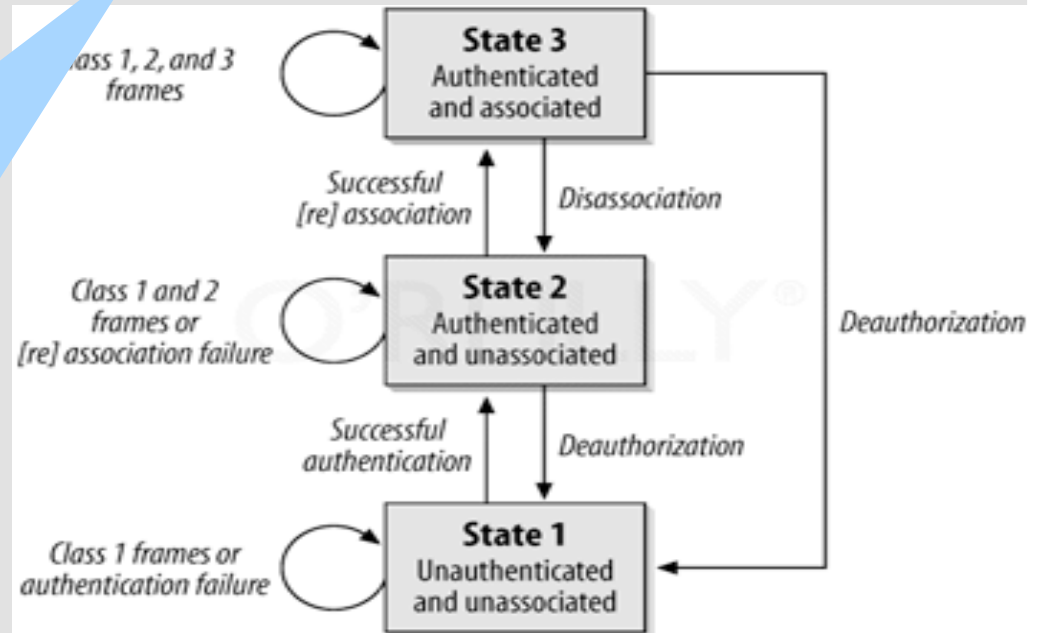 State 3
Authenticated
and associated
1, 2, and 3
frames
Successful
[re] association
Disassociation
State 2
Authenticated
and unassociated
Class 1 and 2
frames or
[re] association failure
Deauthorization
O'REILLY®
Successful
authentication
Deauthorization
State 1
Unauthenticated
and unassociated
Class 1 frames or
authentication failure